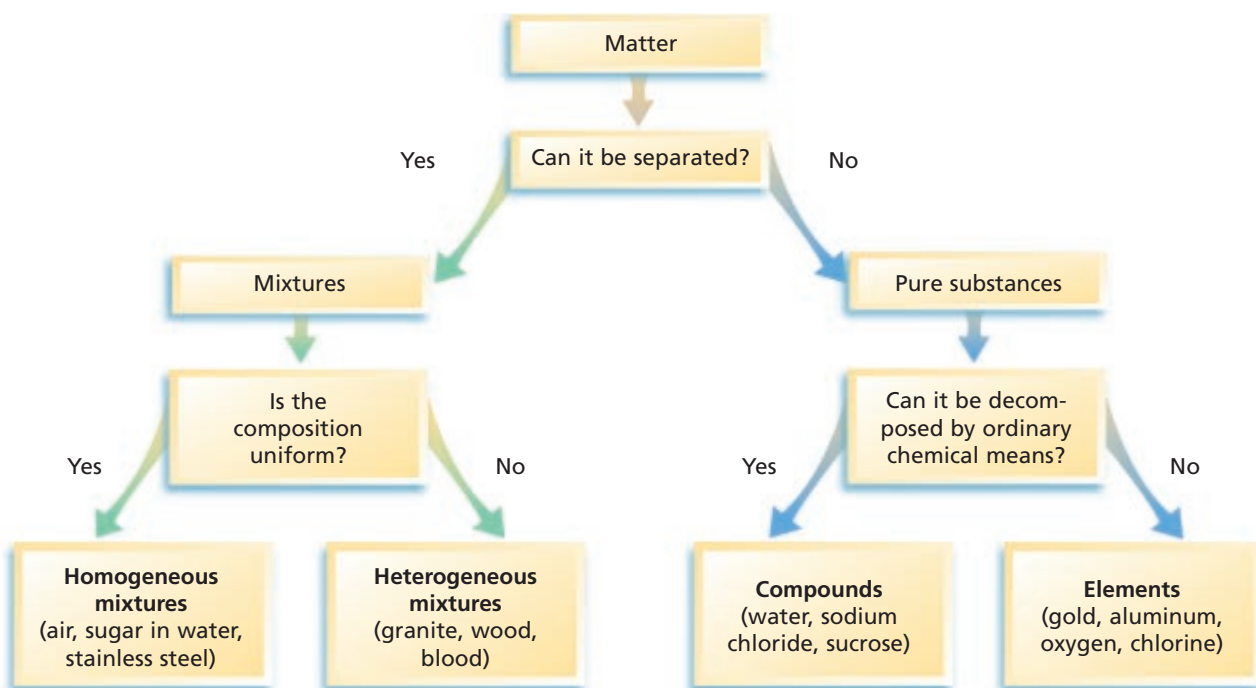 Matter
Can it be separated?
Yes
No
Mixtures
Pure substances
Is the
composition
uniform?
Yes
No
Can it be decom-
posed by ordinary
chemical means?
Yes
No
Homogeneous
mixtures
(air, sugar in water,
stainless steel)
Heterogeneous
mixtures
(granite, wood,
blood)
Compounds
(water, sodium
chloride, sucrose)
Elements
(gold, aluminum,
oxygen, chlorine)